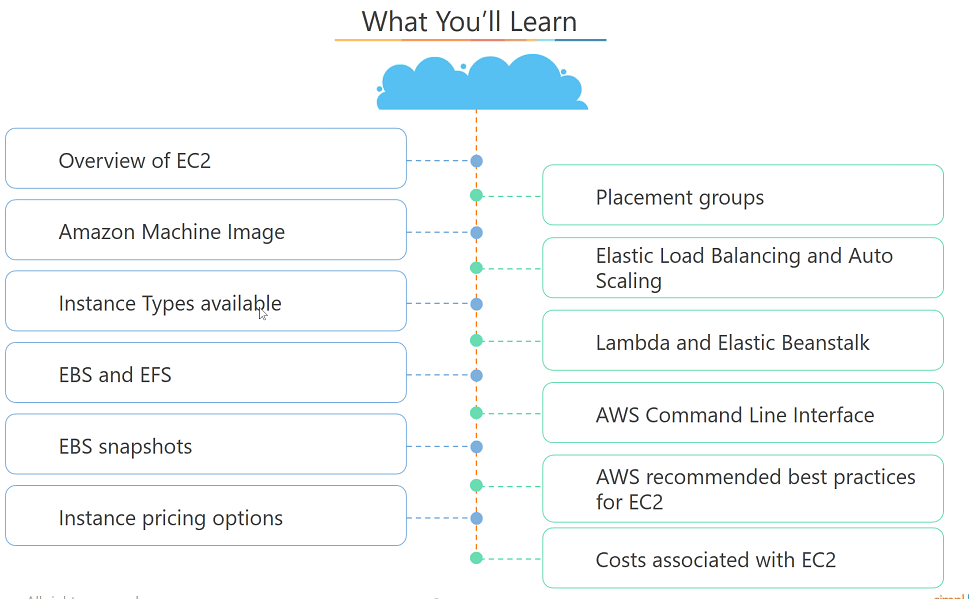 What You'll Learn
Overview of EC2
Amazon Machine Image
Instance Types available
EBS and EFS
EBS snapshots
Instance pricing options
Placement groups
Elastic Load Balancing and Auto
Scaling
Lambda and Elastic Beanstalk
AWS Command Line Interface
AWS recommended best practices
for EC2
Costs associated with EC2